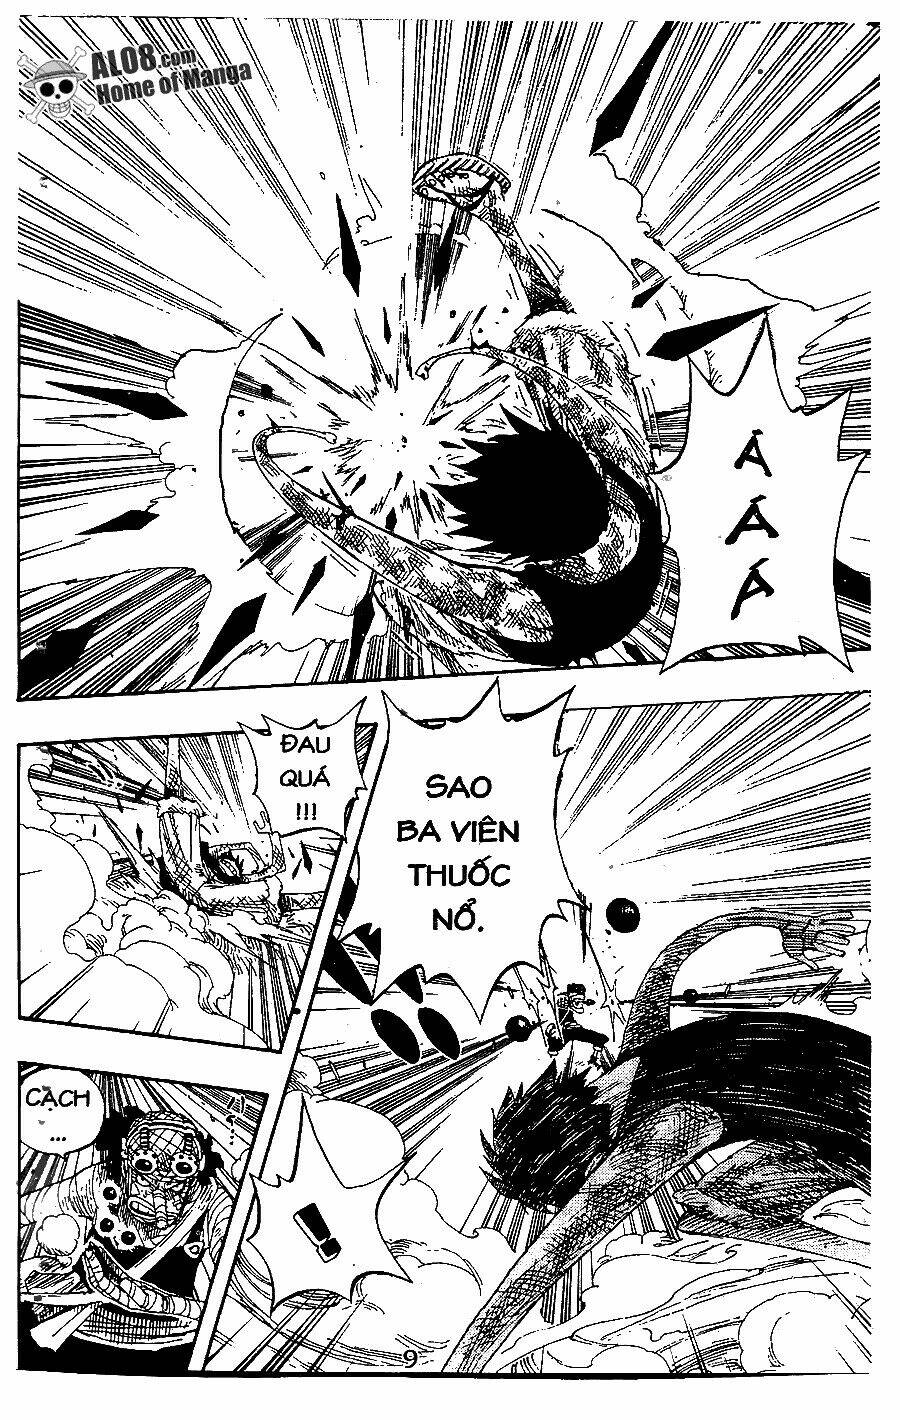 ALO8.com
Home of Manga
À
Á
Á
ĐAU
QUÁ
!!!
SAO
BA VIÊN
THUỐC
NỔ.
CẠCH
...
!
9